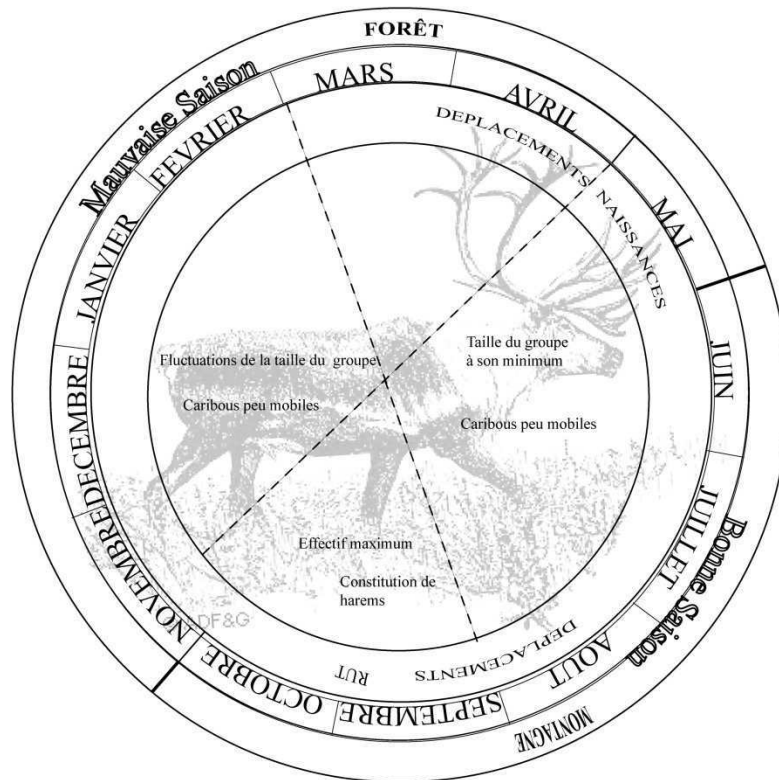 FORÊT
Mauvaise Saison
MARS
AVRIL
MAI
JUIN
JUILLET
AOUT
SEPTEMBRE
OCTOBRE
NOVEMBRE
DECEMBRE
JANVIER
FEVRIER
Bonne Saison
MONTAGNE
DEPLACEMENTS
NAISSANCES
DEPLACEMENTS
RUT
Taille du groupe
à son minimum
Caribous peu mobiles
Fluctuations de la taille du groupe
Caribous peu mobiles
Effectif maximum
Constitution de
harems
ADF&G